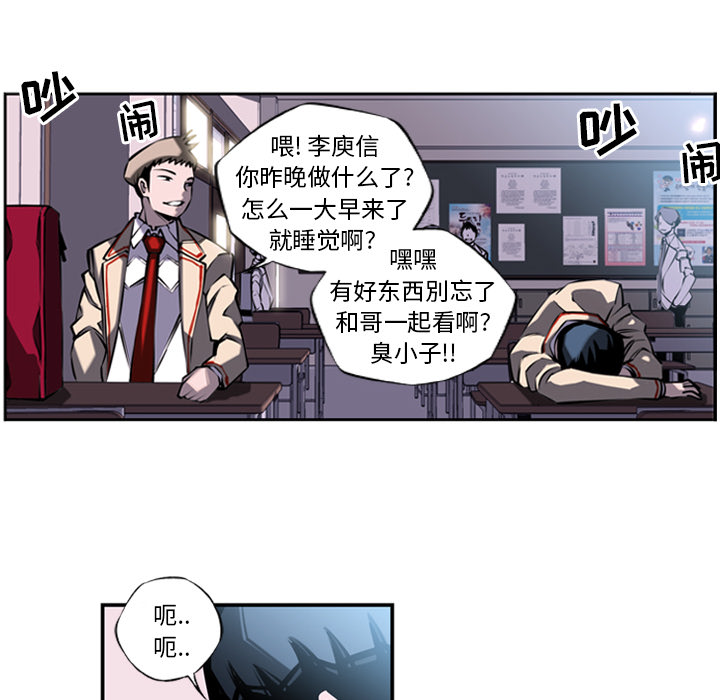 吵
闹
喂! 李庾信
你昨晚做什么了?
怎么一大早来了
就睡觉啊?
嘿嘿
有好东西别忘了
和哥一起看啊?
臭小子!!
吵
闹
呃..
呃..